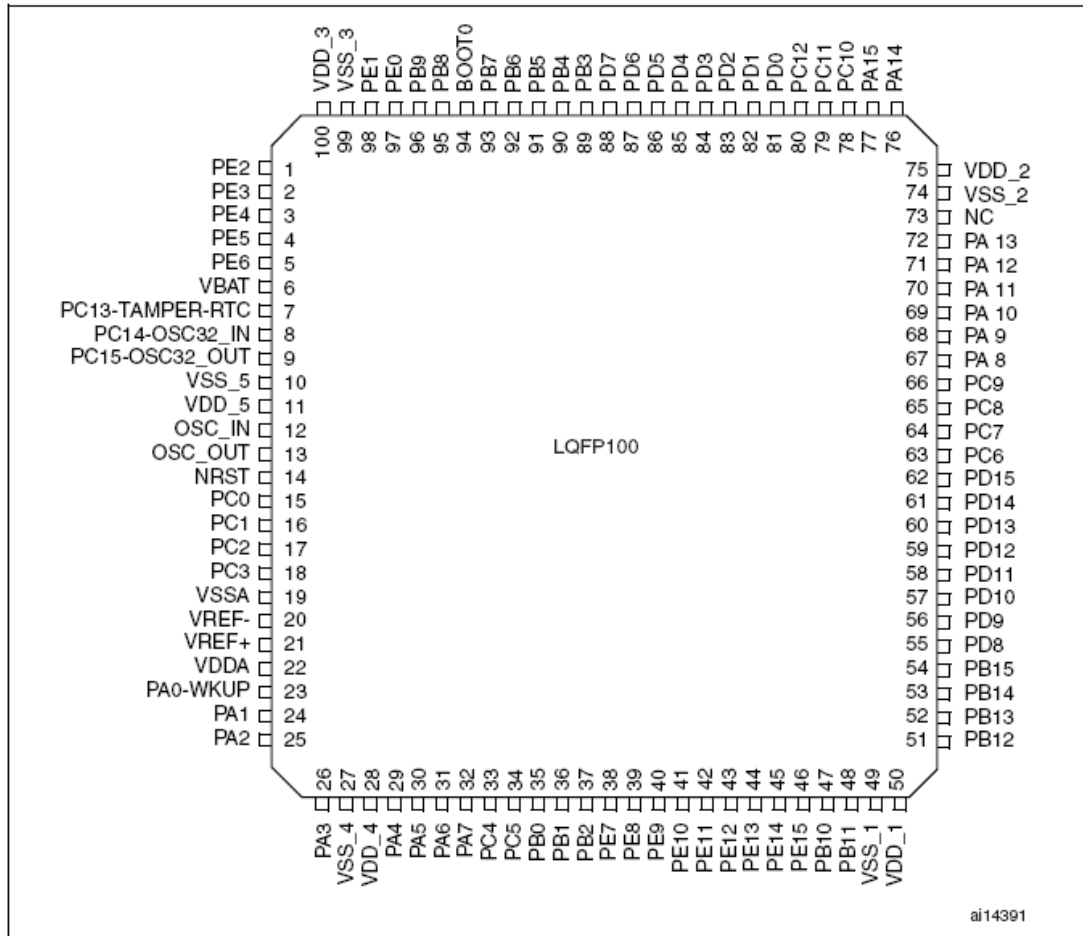 VDD_3 VSS_3 PE1 PE0 PB9 PB8 BOOT0 PB7 PB6 PB5 PB4 PB3 PD7 PD6 PD5 PD4 PD3 PD2 PD1 PD0 PC12 PC11 PC10 PA15 PA14
100 99 98 97 96 95 94 93 92 91 90 89 88 87 86 85 84 83 82 81 80 79 78 77 76
PE2 1 75 VDD_2
PE3 2 74 VSS_2
PE4 3 73 NC
PE5 4 72 PA 13
PE6 5 71 PA 12
VBAT 6 70 PA 11
PC13-TAMPER-RTC 7 69 PA 10
PC14-OSC32_IN 8 68 PA 9
PC15-OSC32_OUT 9 67 PA 8
VSS_5 10 66 PC9
VDD_5 11 65 PC8
OSC_IN 12 64 PC7
LQFP100
OSC_OUT 13 63 PC6
NRST 14 62 PD15
PC0 15 61 PD14
PC1 16 60 PD13
PC2 17 59 PD12
PC3 18 58 PD11
VSSA 19 57 PD10
VREF- 20 56 PD9
VREF+ 21 55 PD8
VDDA 22 54 PB15
PA0-WKUP 23 53 PB14
PA1 24 52 PB13
PA2 25 51 PB12
26 27 28 29 30 31 32 33 34 35 36 37 38 39 40 41 42 43 44 45 46 47 48 49 50
PA3 VSS_4 VDD_4 PA4 PA5 PA6 PA7 PC4 PC5 PB0 PB1 PB2 PE7 PE8 PE9 PE10 PE11 PE12 PE13 PE14 PE15 PB10 PB11 VSS_1 VDD_1
ai14391